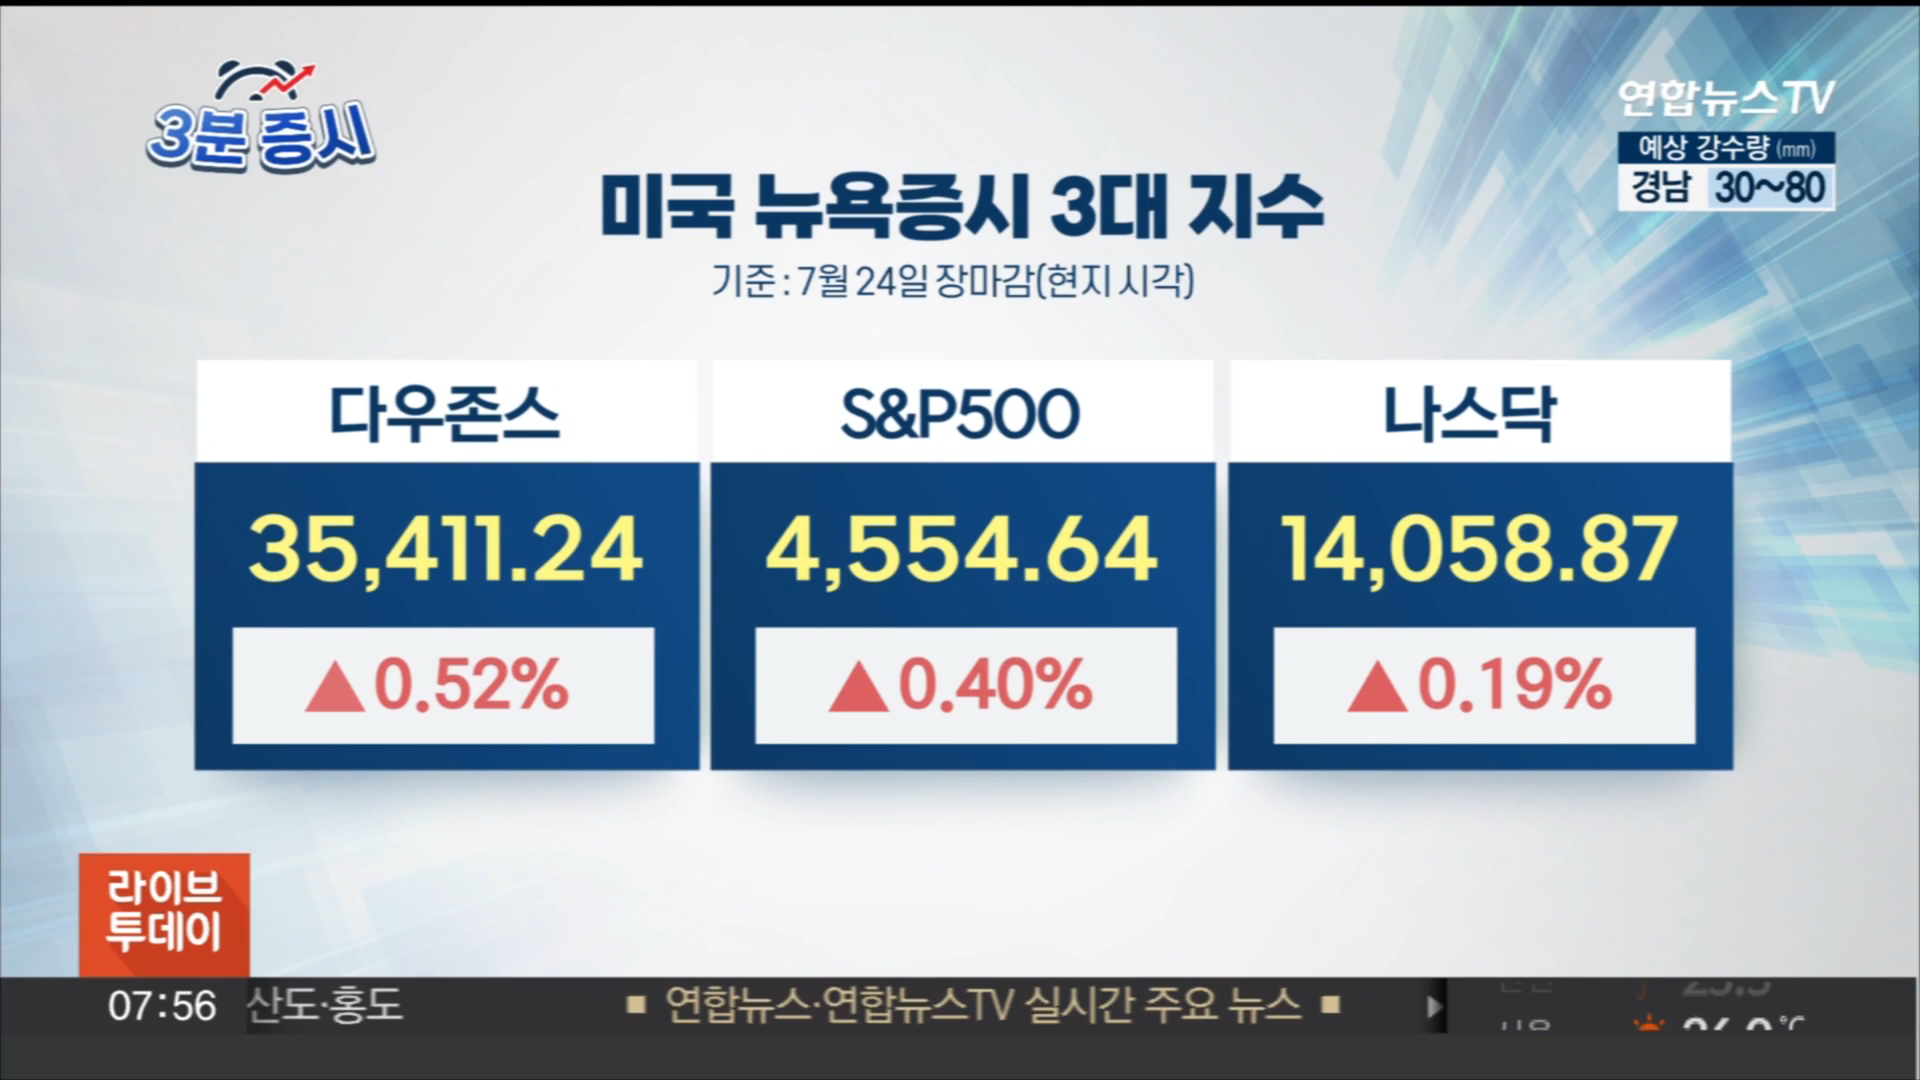 3분 증시
연합뉴스TV
예상 강수량 (mm)
경남 30~80
미국 뉴욕증시 3대 지수
기준 : 7월 24일 장마감(현지 시각)
다우존스
35,411.24
▲0.52%
S&P500
4,554.64
▲0.40%
나스닥
14,058.87
▲0.19%
라이브
투데이
07:56 산도·홍도
■ 연합뉴스·연합뉴스TV 실시간 주요 뉴스 ■